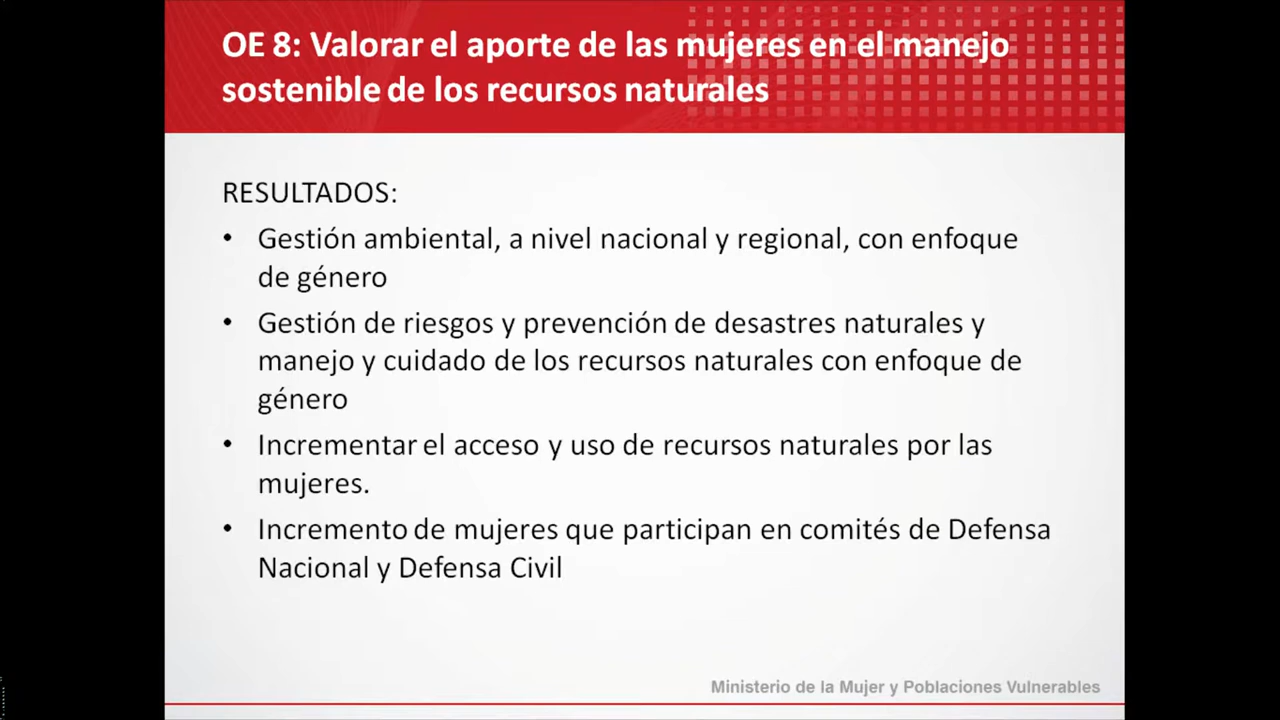 OE 8: Valorar el aporte de las mujeres en el manejo
sostenible de los recursos naturales
RESULTADOS:
• Gestión ambiental, a nivel nacional y regional, con enfoque
de género
• Gestión de riesgos y prevención de desastres naturales y
manejo y cuidado de los recursos naturales con enfoque de
género
• Incrementar el acceso y uso de recursos naturales por las
mujeres.
• Incremento de mujeres que participan en comités de Defensa
Nacional y Defensa Civil
Ministerio de la Mujer y Poblaciones Vulnerables